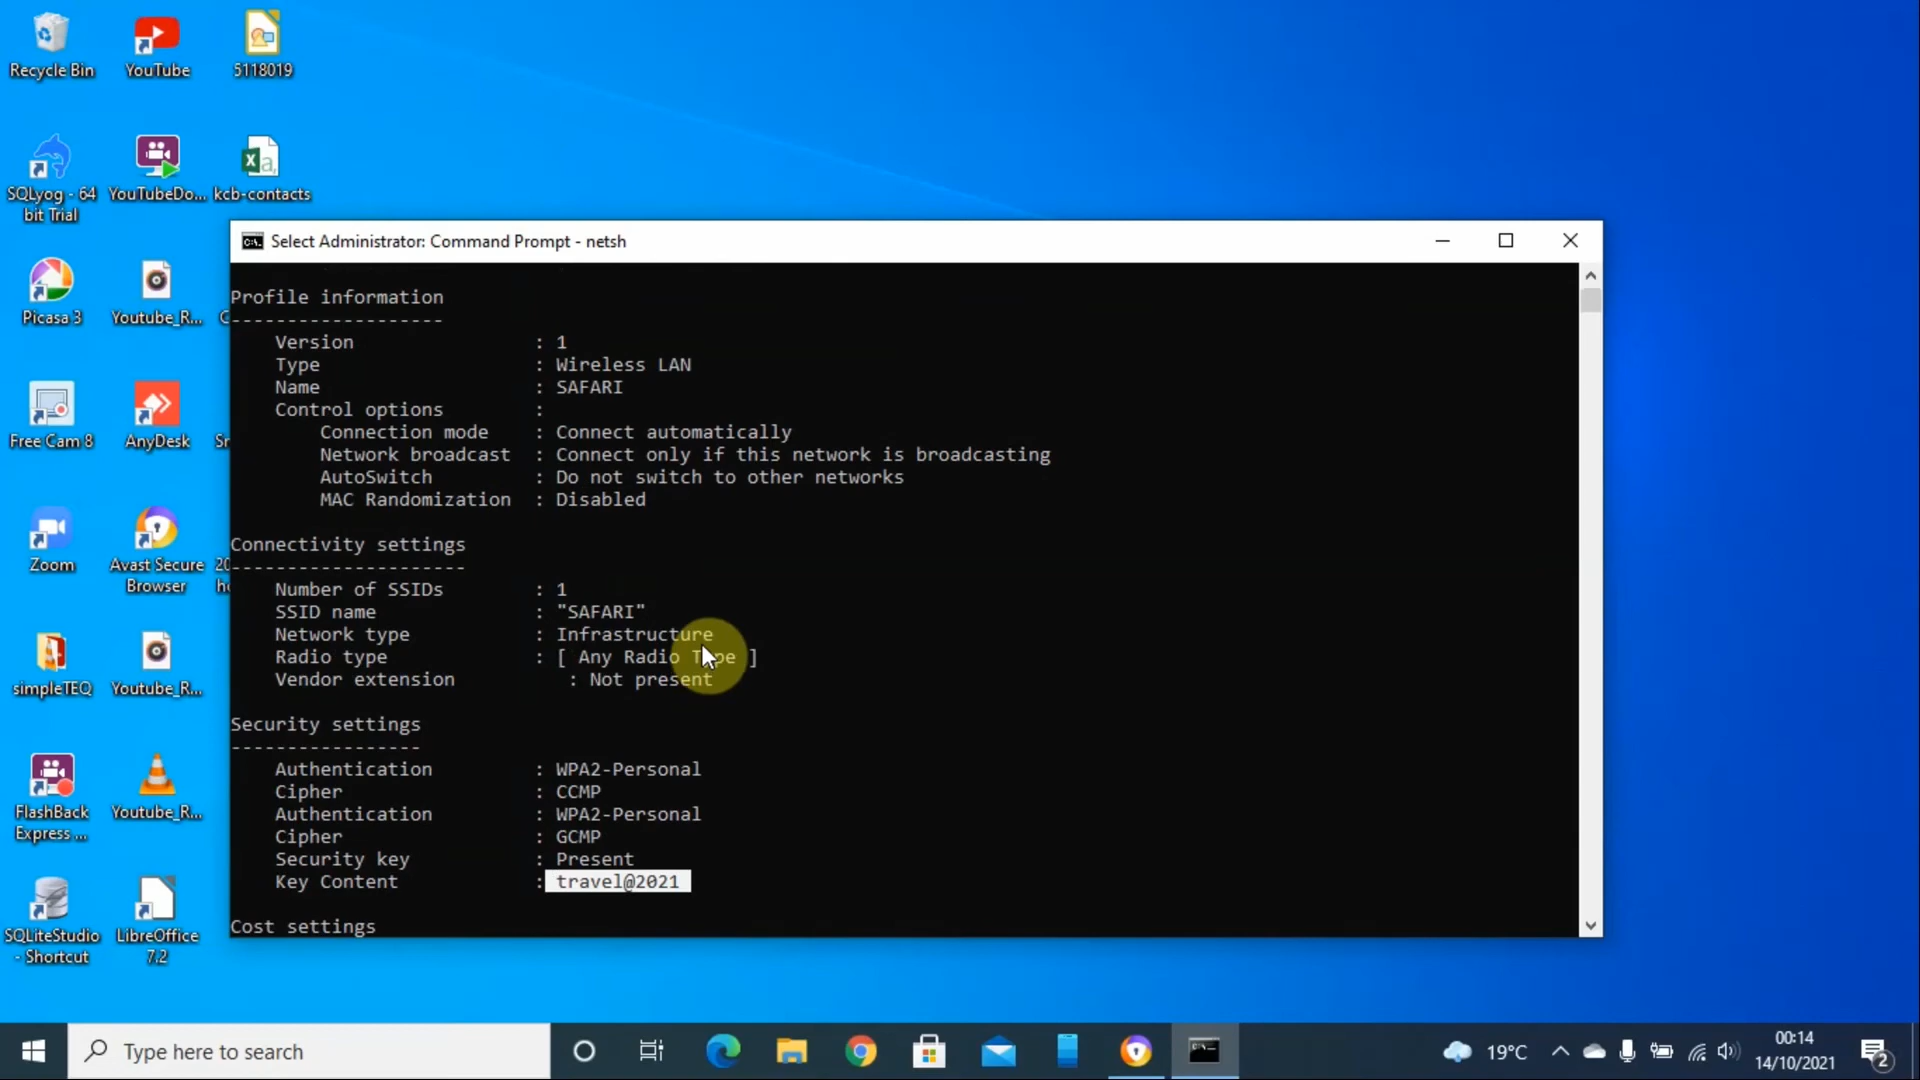 Recycle Bin
YouTube
5118019
SQLyog - 64
bit Trial
YouTubeDo...
kcb-contacts
Picasa 3
Youtube_R...
C
Free Cam 8
AnyDesk
Sr
Zoom
Avast Secure
Browser
20
ho
simpleTEQ
Youtube_R...
FlashBack
Express ...
Youtube_R...
SQLiteStudio
- Shortcut
LibreOffice
7.2
Select Administrator: Command Prompt - netsh
Profile information
-------------------
Version : 1
Type : Wireless LAN
Name : SAFARI
Control options :
Connection mode : Connect automatically
Network broadcast : Connect only if this network is broadcasting
AutoSwitch : Do not switch to other networks
MAC Randomization : Disabled
Connectivity settings
---------------------
Number of SSIDs : 1
SSID name : "SAFARI"
Network type : Infrastructure
Radio type : [ Any Radio Type ]
Vendor extension : Not present
Security settings
-----------------
Authentication : WPA2-Personal
Cipher : CCMP
Authentication : WPA2-Personal
Cipher : GCMP
Security key : Present
Key Content : travel@2021
Cost settings
Type here to search
19°C
00:14
14/10/2021
2